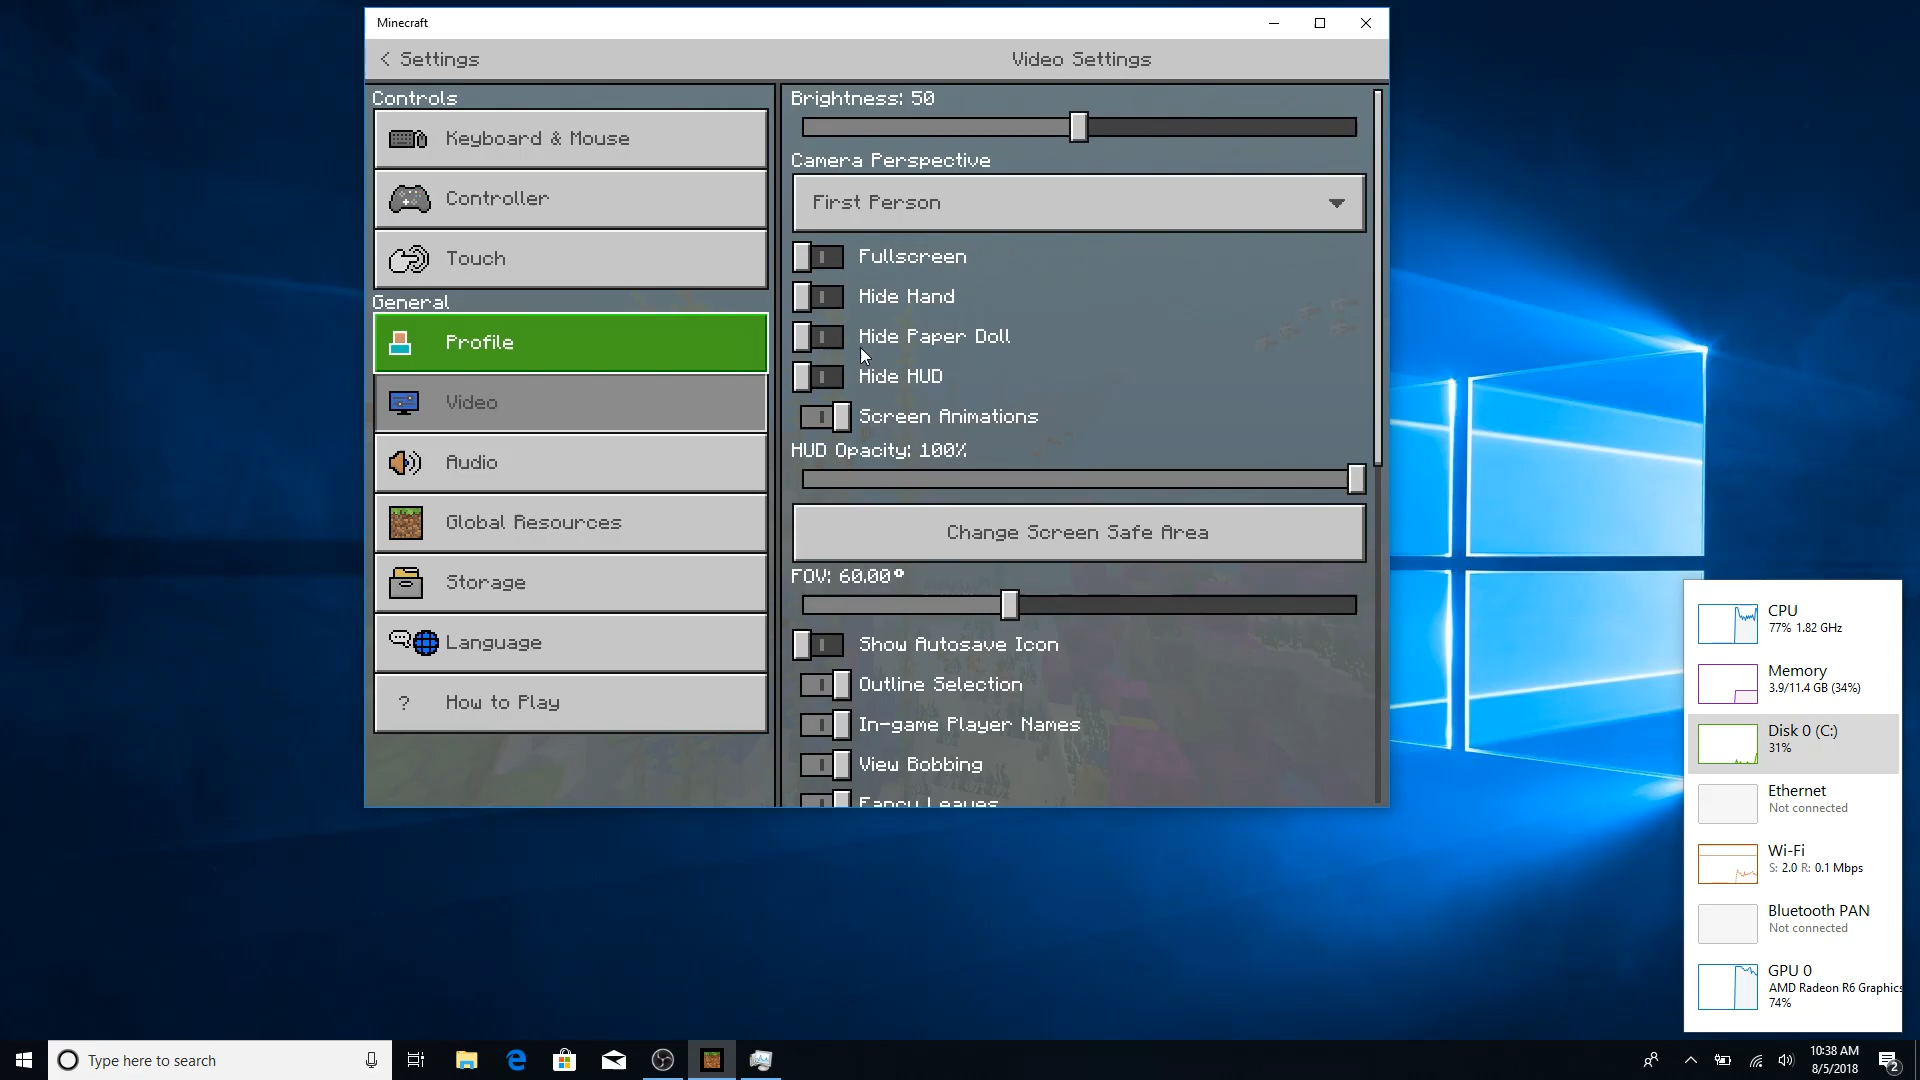 Minecraft
Settings
Video Settings
Controls
Keyboard & Mouse
Controller
Touch
General
Profile
Video
Audio
Global Resources
Storage
Language
? How to Play
Brightness: 50
Camera Perspective
First Person
Fullscreen
Hide Hand
Hide Paper Doll
Hide HUD
Screen Animations
HUD Opacity: 100%
Change Screen Safe Area
FOV: 60.00°
Show Autosave Icon
Outline Selection
In-game Player Names
View Bobbing
Fancy Leaves
CPU
77% 1.82 GHz
Memory
3.9/11.4 GB (34%)
Disk 0 (C:)
31%
Ethernet
Not connected
Wi-Fi
S: 2.0 R: 0.1 Mbps
Bluetooth PAN
Not connected
GPU 0
AMD Radeon R6 Graphics
74%
Type here to search
10:38 AM
8/5/2018
2